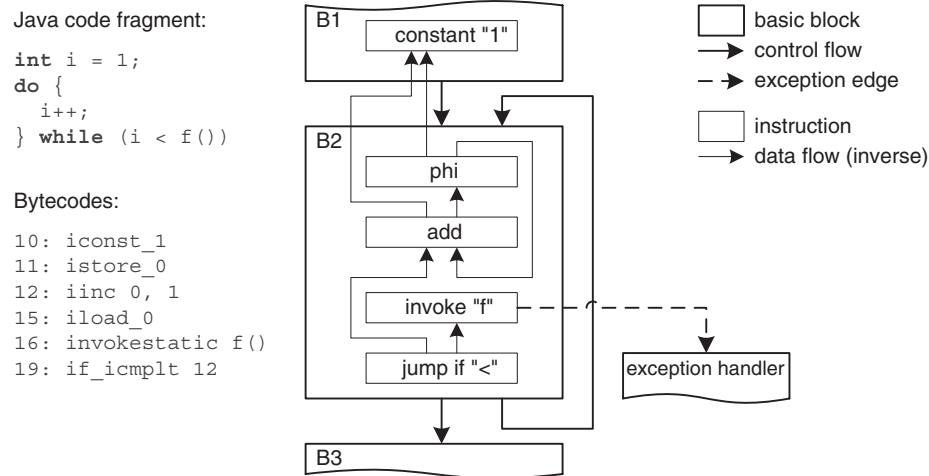 Java code fragment:
int i = 1;
do {
  i++;
} while (i < f())
Bytecodes:
10: iconst_1
11: istore_0
12: iinc 0, 1
15: iload_0
16: invokestatic f()
19: if_icmplt 12
B1
constant "1"
B2
phi
add
invoke "f"
jump if "<"
B3
exception handler
basic block
control flow
exception edge
instruction
data flow (inverse)